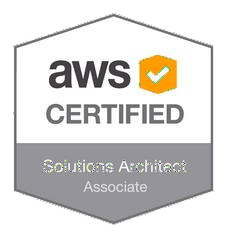 aws
CERTIFIED
Solutions Architect
Associate